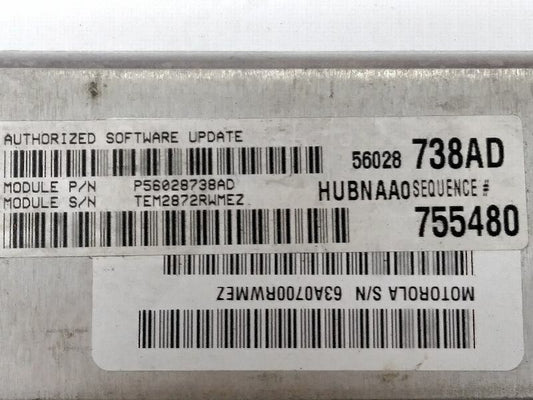 AUTHORIZED SOFTWARE UPDATE
56028 738AD
MODULE P/N P56028738AD
MODULE S/N TEM2872RWMEZ
HUBNAA0 SEQUENCE #
755480
MOTOROLA S/N 63A0700RWMEZ